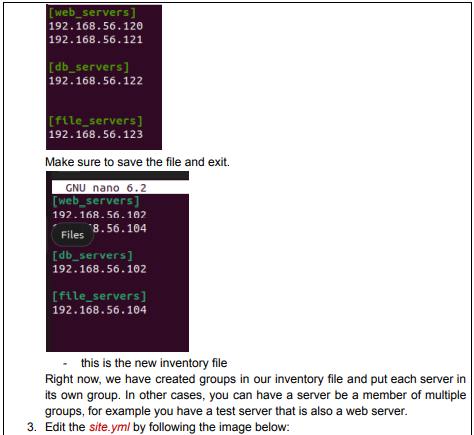 [web_servers]
192.168.56.120
192.168.56.121
[db_servers]
192.168.56.122
[file_servers]
192.168.56.123
Make sure to save the file and exit.
GNU nano 6.2
[web_servers]
192.168.56.102
8.56.104
Files
[db_servers]
192.168.56.102
[file_servers]
192.168.56.104
- this is the new inventory file
Right now, we have created groups in our inventory file and put each server in
its own group. In other cases, you can have a server be a member of multiple
groups, for example you have a test server that is also a web server.
3. Edit the site.yml by following the image below: